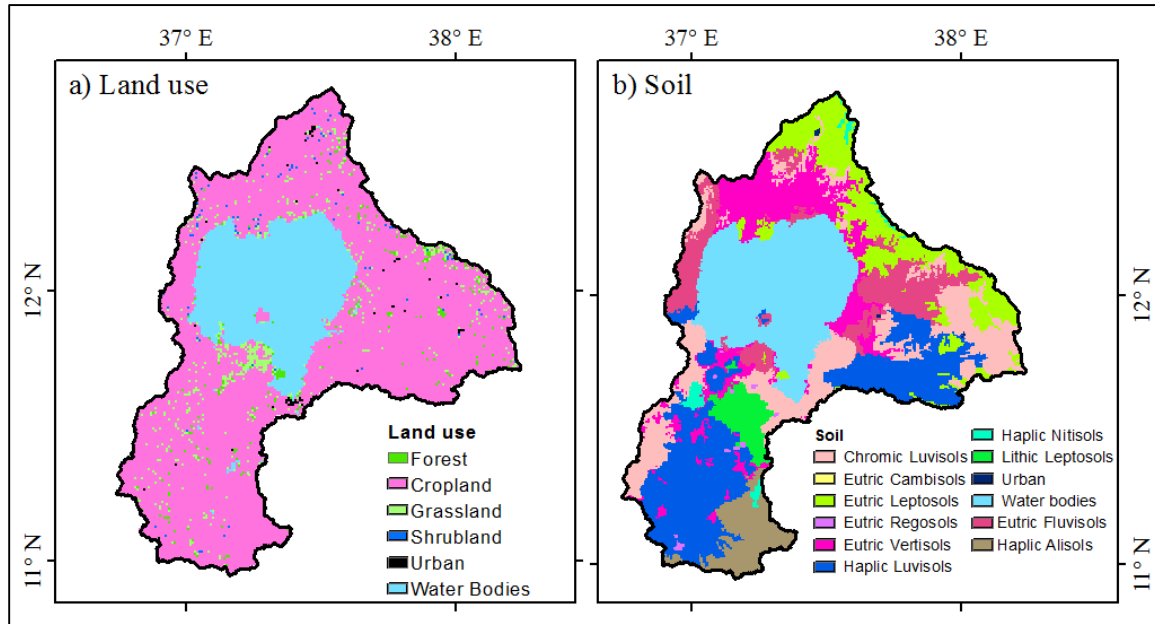 37° E 38° E 37° E 38° E
a) Land use
b) Soil
12° N
12° N
11° N
11° N
Land use
Forest
Cropland
Grassland
Shrubland
Urban
Water Bodies
Soil
Chromic Luvisols
Eutric Cambisols
Eutric Leptosols
Eutric Regosols
Eutric Vertisols
Haplic Luvisols
Haplic Nitisols
Lithic Leptosols
Urban
Water bodies
Eutric Fluvisols
Haplic Alisols